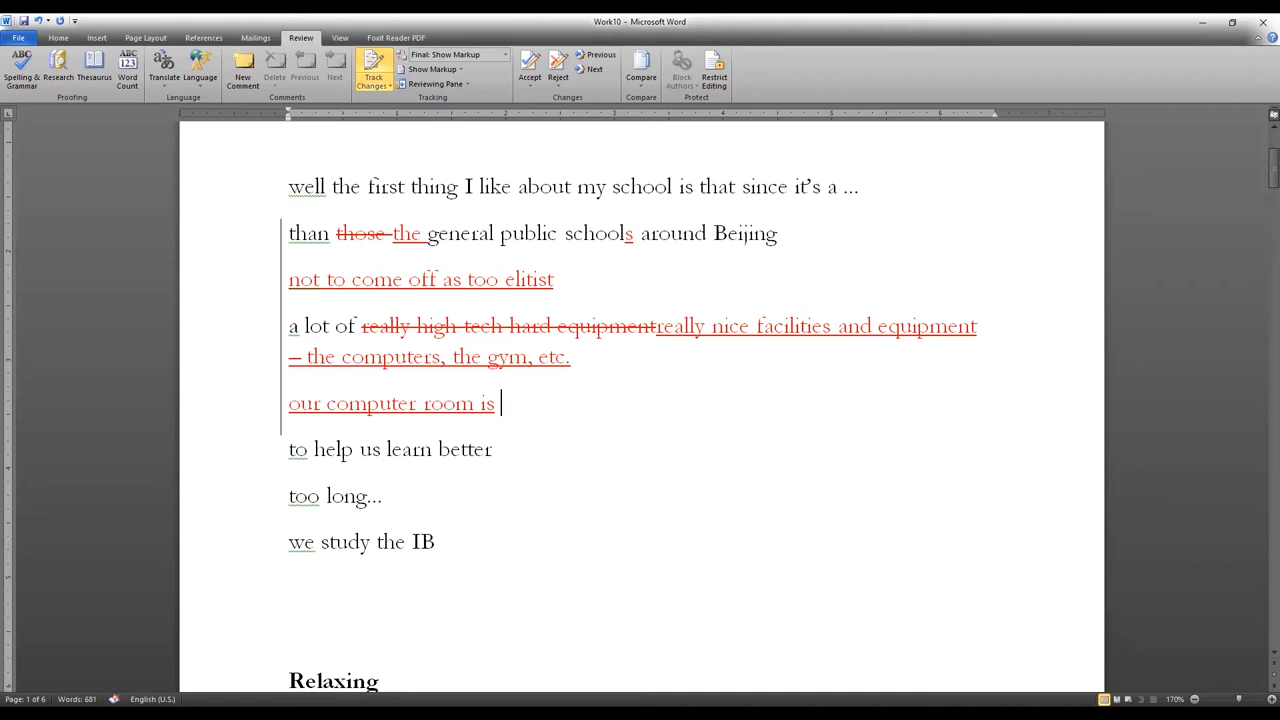 Work10 - Microsoft Word
File Home Insert Page Layout References Mailings Review View Foxit Reader PDF
Spelling & Grammar
Research
Thesaurus
Word Count
Proofing
Translate
Language
Language
New Comment
Delete
Previous
Next
Comments
Track Changes
Final: Show Markup
Show Markup
Reviewing Pane
Tracking
Accept
Reject
Previous
Next
Changes
Compare
Compare
Block Authors
Restrict Editing
Protect
well the first thing I like about my school is that since it's a ...
than those the general public schools around Beijing
not to come off as too elitist
a lot of really high tech hard equipmentreally nice facilities and equipment
– the computers, the gym, etc.
our computer room is
to help us learn better
too long...
we study the IB
Relaxing
Page: 1 of 6 Words: 681 English (U.S.) 170%